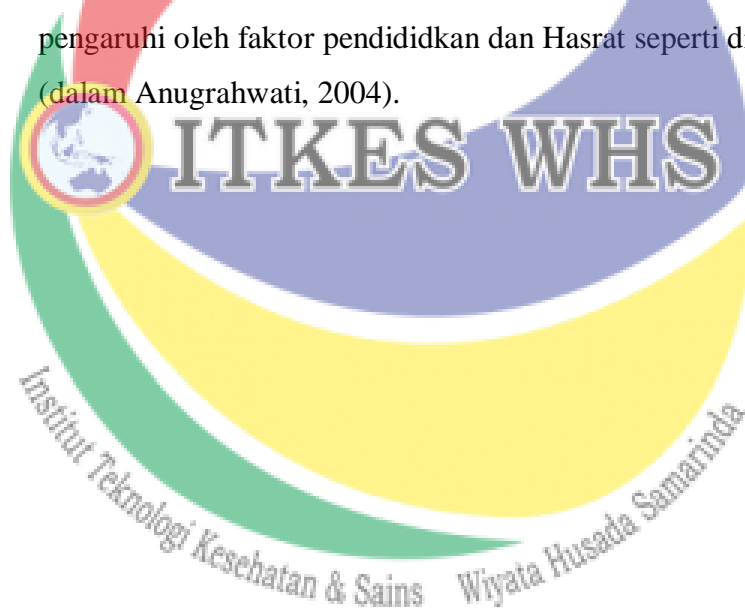 pengaruhi oleh faktor pendididkan dan Hasrat seperti di
(dalam Anugrahwati, 2004).
ITKES WHS
Institut Teknologi Kesehatan & Sains Wiyata Husada Samarinda